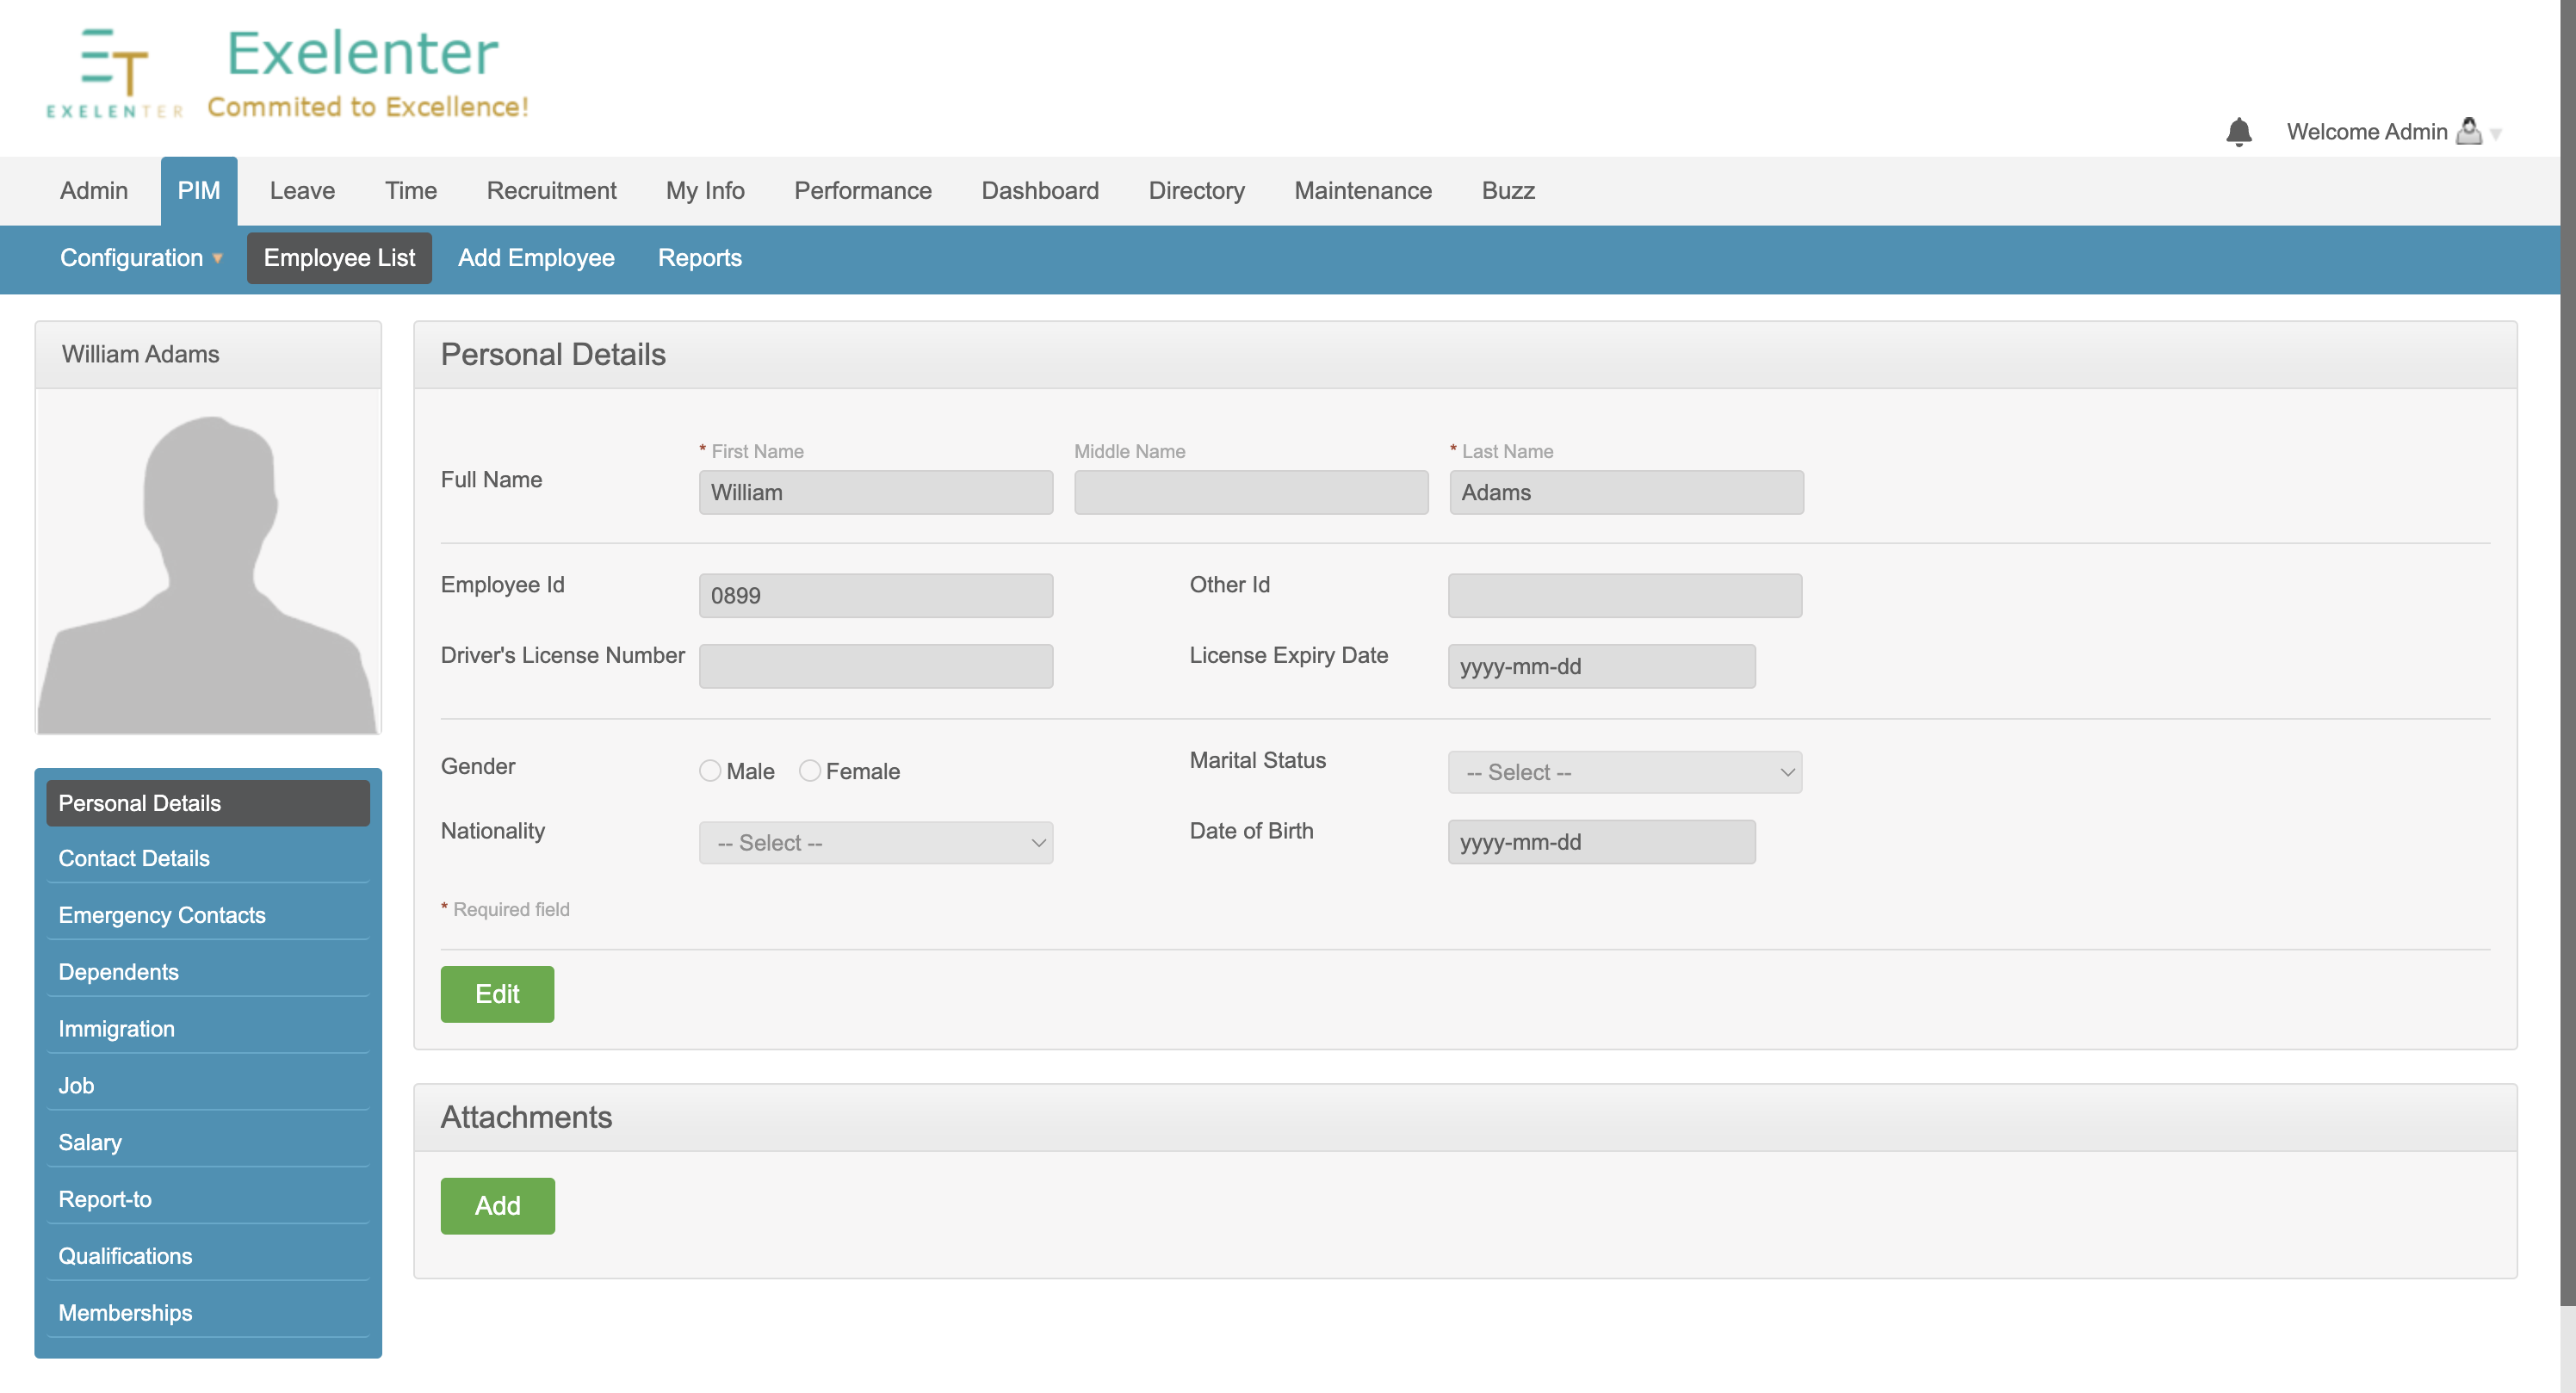 ET
EXELENTER
Exelenter
Commited to Excellence!
Welcome Admin
Admin PIM Leave Time Recruitment My Info Performance Dashboard Directory Maintenance Buzz
Configuration Employee List Add Employee Reports
William Adams
Personal Details
Contact Details
Emergency Contacts
Dependents
Immigration
Job
Salary
Report-to
Qualifications
Memberships
Personal Details
* First Name Middle Name * Last Name
Full Name William Adams
Employee Id 0899 Other Id
Driver's License Number License Expiry Date yyyy-mm-dd
Gender Male Female Marital Status -- Select --
Nationality -- Select -- Date of Birth yyyy-mm-dd
* Required field
Edit
Attachments
Add